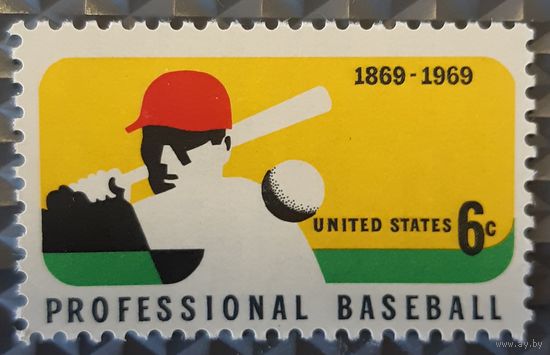 1869-1969
UNITED STATES 6c
PROFESSIONAL BASEBALL
www.ay.by